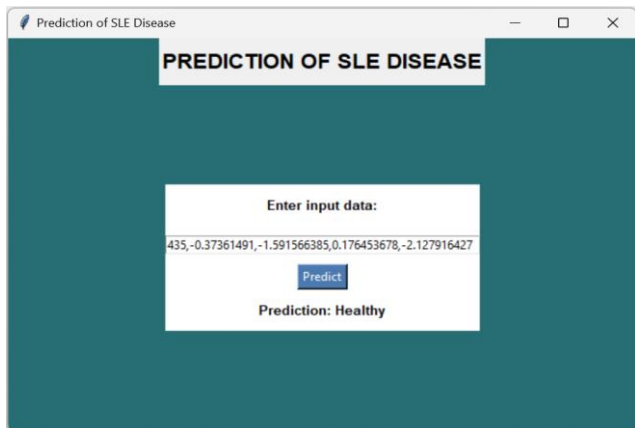 Prediction of SLE Disease
PREDICTION OF SLE DISEASE
Enter input data:
435,-0.37361491,-1.591566385,0.176453678,-2.127916427
Predict
Prediction: Healthy